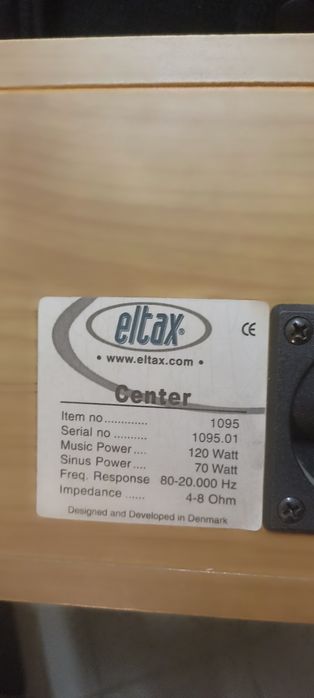 eltax®
• www.eltax.com •
CE
Center
Item no............. 1095
Serial no .......... 1095.01
Music Power.... 120 Watt
Sinus Power.... 70 Watt
Freq. Response 80-20.000 Hz
Impedance ...... 4-8 Ohm
Designed and Developed in Denmark